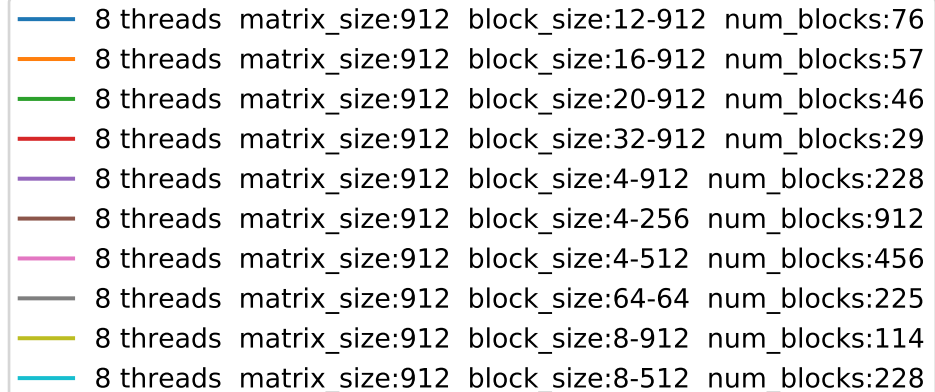 8 threads matrix_size:912 block_size:12-912 num_blocks:76
8 threads matrix_size:912 block_size:16-912 num_blocks:57
8 threads matrix_size:912 block_size:20-912 num_blocks:46
8 threads matrix_size:912 block_size:32-912 num_blocks:29
8 threads matrix_size:912 block_size:4-912 num_blocks:228
8 threads matrix_size:912 block_size:4-256 num_blocks:912
8 threads matrix_size:912 block_size:4-512 num_blocks:456
8 threads matrix_size:912 block_size:64-64 num_blocks:225
8 threads matrix_size:912 block_size:8-912 num_blocks:114
8 threads matrix_size:912 block_size:8-512 num_blocks:228